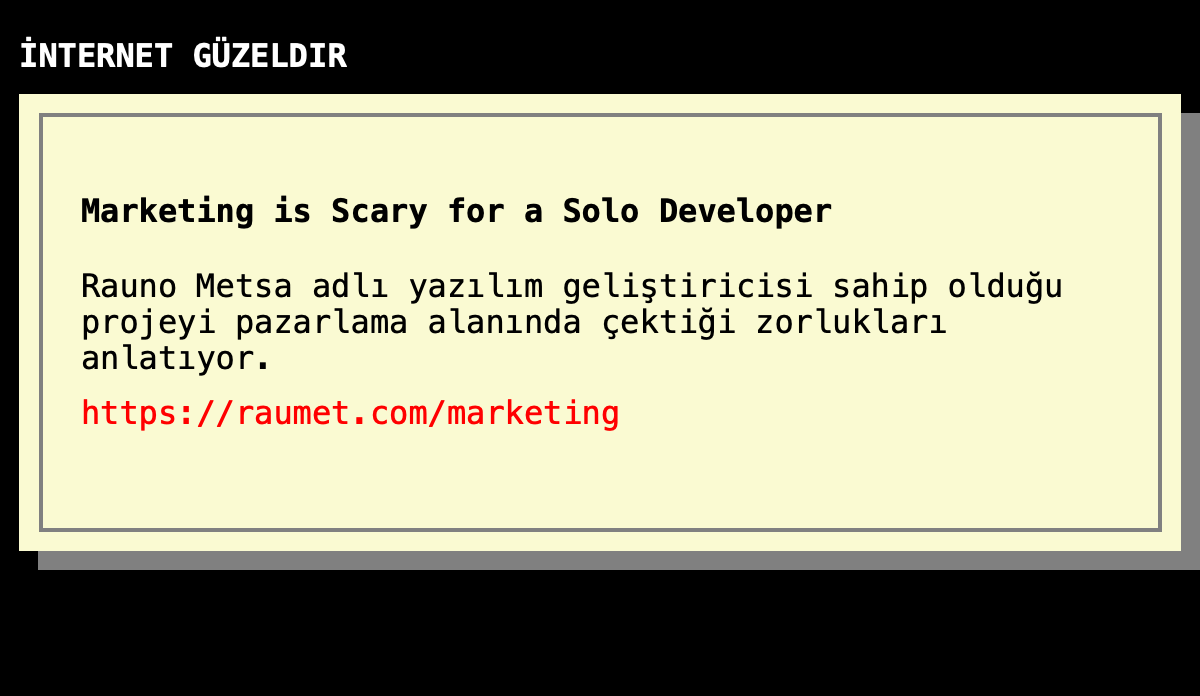 İNTERNET GÜZELDIR
Marketing is Scary for a Solo Developer
Rauno Metsa adlı yazılım geliştiricisi sahip olduğu
projeyi pazarlama alanında çektiği zorlukları
anlatıyor.
https://raumet.com/marketing